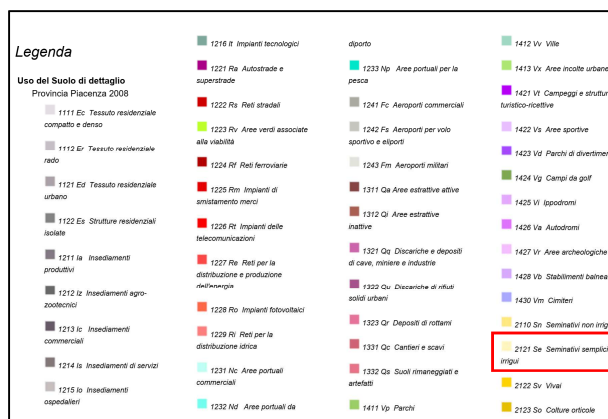 Legenda
Uso del Suolo di dettaglio
Provincia Piacenza 2008
1111 Ec Tessuto residenziale
compatto e denso
1112 Er Tessuto residenziale
rado
1121 Ed Tessuto residenziale
urbano
1122 Es Strutture residenziali
isolate
1211 Ia Insediamenti
produttivi
1212 Iz Insediamenti agro-
zootecnici
1213 Ic Insediamenti
commerciali
1214 Is Insediamenti di servizi
1215 Io Insediamenti
ospedalieri
1216 It Impianti tecnologici
1221 Ra Autostrade e
superstrade
1222 Rs Reti stradali
1223 Rv Aree verdi associate
alla viabilità
1224 Rf Reti ferroviarie
1225 Rm Impianti di
smistamento merci
1226 Rt Impianti delle
telecomunicazioni
1227 Re Reti per la
distribuzione e produzione
dell'energia
1228 Ro Impianti fotovoltaici
1229 Ri Reti per la
distribuzione idrica
1231 Nc Aree portuali
commerciali
1232 Nd Aree portuali da
diporto
1233 Np Aree portuali per la
pesca
1241 Fc Aeroporti commerciali
1242 Fs Aeroporti per volo
sportivo e eliporti
1243 Fm Aeroporti militari
1311 Qa Aree estrattive attive
1312 Qi Aree estrattive
inattive
1321 Qq Discariche e depositi
di cave, miniere e industrie
1322 Qu Discariche di rifiuti
solidi urbani
1323 Qr Depositi di rottami
1331 Qc Cantieri e scavi
1332 Qs Suoli rimaneggiati e
artefatti
1411 Vp Parchi
1412 Vv Ville
1413 Vx Aree incolte urbane
1421 Vt Campeggi e struttur
turistico-ricettive
1422 Vs Aree sportive
1423 Vd Parchi di divertimen
1424 Vg Campi da golf
1425 Vi Ippodromi
1426 Va Autodromi
1427 Vr Aree archeologiche
1428 Vb Stabilimenti balnea
1430 Vm Cimiteri
2110 Sn Seminativi non irrig
2121 Se Seminativi semplici
irrigui
2122 Sv Vivai
2123 So Colture orticole